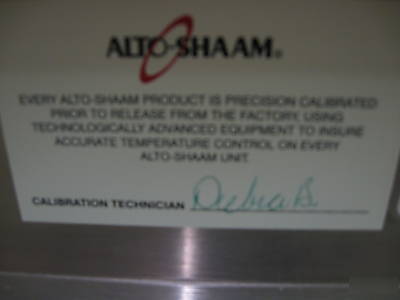 ALTO-SHAAM®
EVERY ALTO-SHAAM PRODUCT IS PRECISION CALIBRATED
PRIOR TO RELEASE FROM THE FACTORY, USING
TECHNOLOGICALLY ADVANCED EQUIPMENT TO INSURE
ACCURATE TEMPERATURE CONTROL ON EVERY
ALTO-SHAAM UNIT.
CALIBRATION TECHNICIAN Debra B.